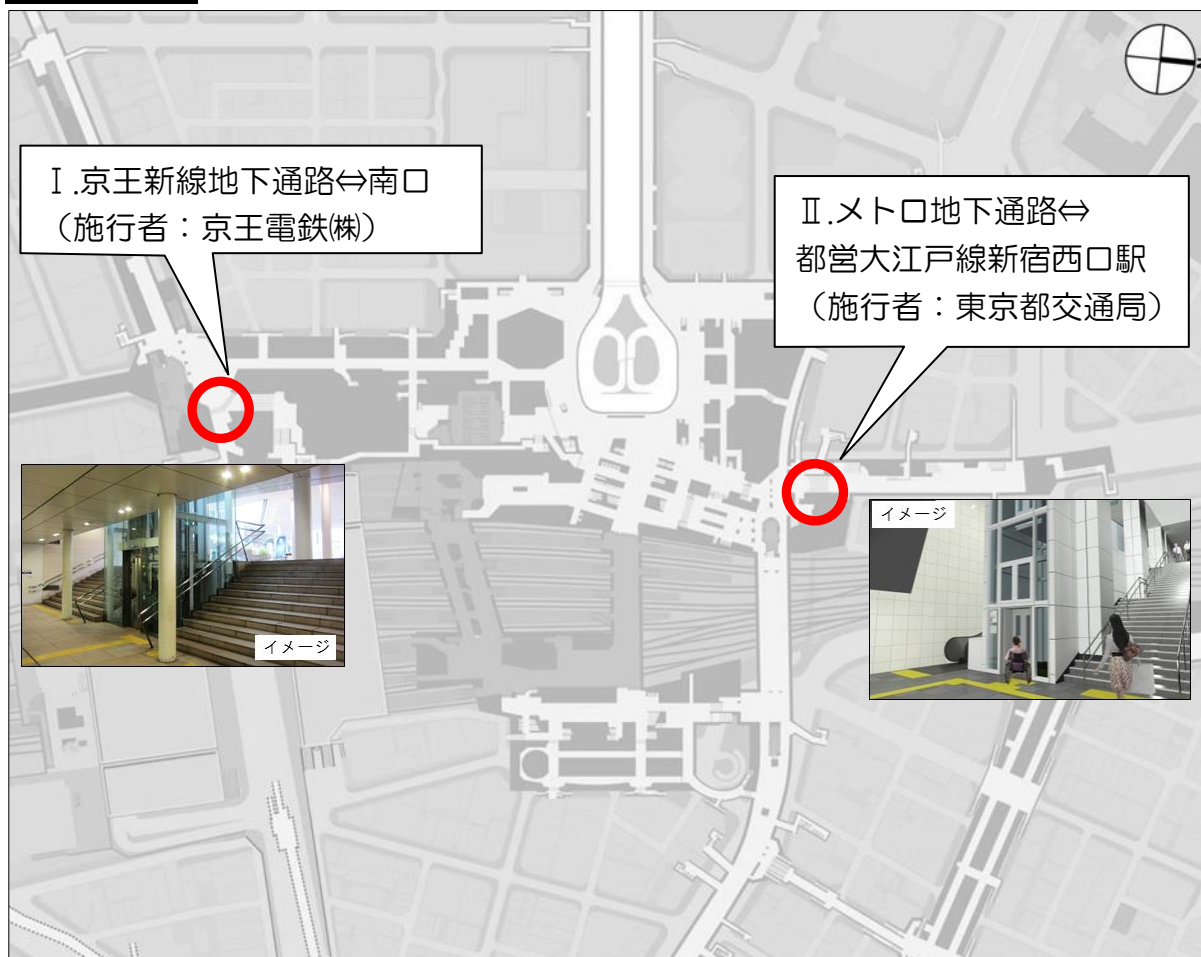 Ⅰ.京王新線地下通路⇔南口
（施行者：京王電鉄㈱）
Ⅱ.メトロ地下通路⇔
都営大江戸線新宿西口駅
（施行者：東京都交通局）
イメージ
イメージ